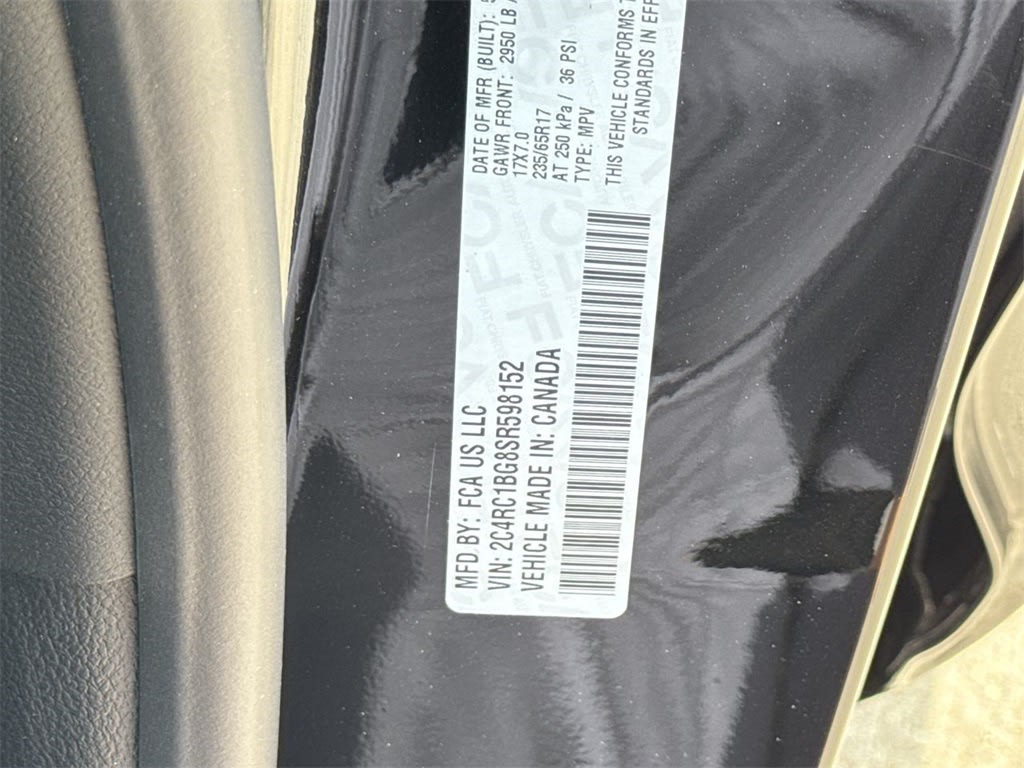 MFD BY: FCA US LLC
VIN: 2C4RC1BG8SR598152
VEHICLE MADE IN: CANADA
DATE OF MFR (BUILT): 5
GAWR FRONT: 2950 LB
17X7.0
235/65R17
AT 250 kPa / 36 PSI
TYPE: MPV
THIS VEHICLE CONFORMS
STANDARDS IN EFF